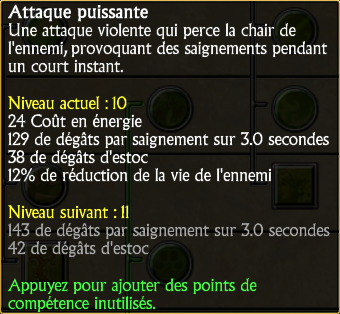 Attaque puissante
Une attaque violente qui perce la chair de
l'ennemi, provoquant des saignements pendant
un court instant.
Niveau actuel : 10
24 Coût en énergie
129 de dégâts par saignement sur 3.0 secondes
38 de dégâts d'estoc
12% de réduction de la vie de l'ennemi
Niveau suivant : 11
143 de dégâts par saignement sur 3.0 secondes
42 de dégâts d'estoc
Appuyez pour ajouter des points de
compétence inutilisés.